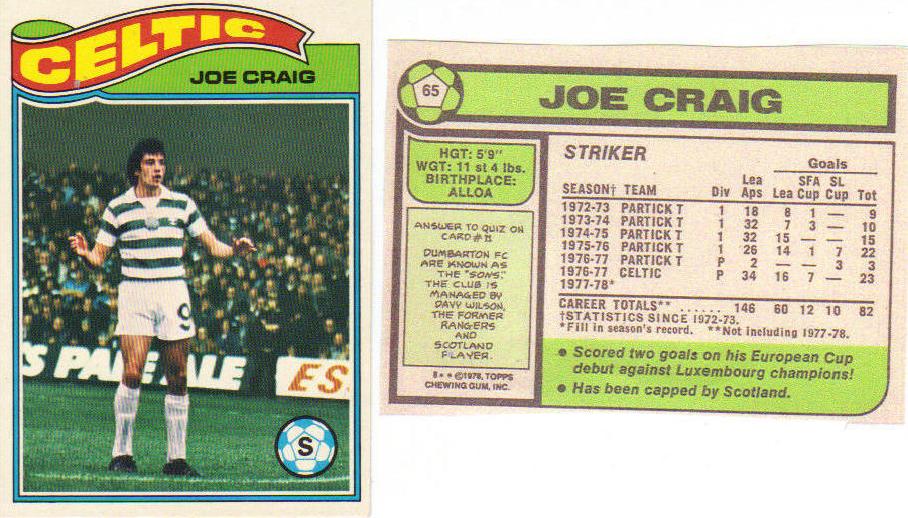 CELTIC
JOE CRAIG
9
S PALE ALE
ES
S
65
JOE CRAIG
HGT: 5'9"
WGT: 11 st 4 lbs.
BIRTHPLACE:
ALLOA
ANSWER TO QUIZ ON
CARD #11
DUMBARTON FC
ARE KNOWN AS
THE "SONS."
THE CLUB IS
MANAGED BY
DAVY WILSON,
THE FORMER
RANGERS
AND
SCOTLAND
PLAYER.
8 * * ©1978, TOPPS
CHEWING GUM, INC.
STRIKER
Goals
Lea SFA SL
SEASON† TEAM Div Aps Lea Cup Cup Tot
1972-73 PARTICK T 1 18 8 1 — 9
1973-74 PARTICK T 1 32 7 3 — 10
1974-75 PARTICK T 1 32 15 — — 15
1975-76 PARTICK T 1 26 14 1 7 22
1976-77 PARTICK T P 2 — — 3 3
1976-77 CELTIC P 34 16 7 — 23
1977-78*
CAREER TOTALS** ...... 146 60 12 10 82
†STATISTICS SINCE 1972-73.
*Fill in season's record. **Not including 1977-78.
• Scored two goals on his European Cup
debut against Luxembourg champions!
• Has been capped by Scotland.